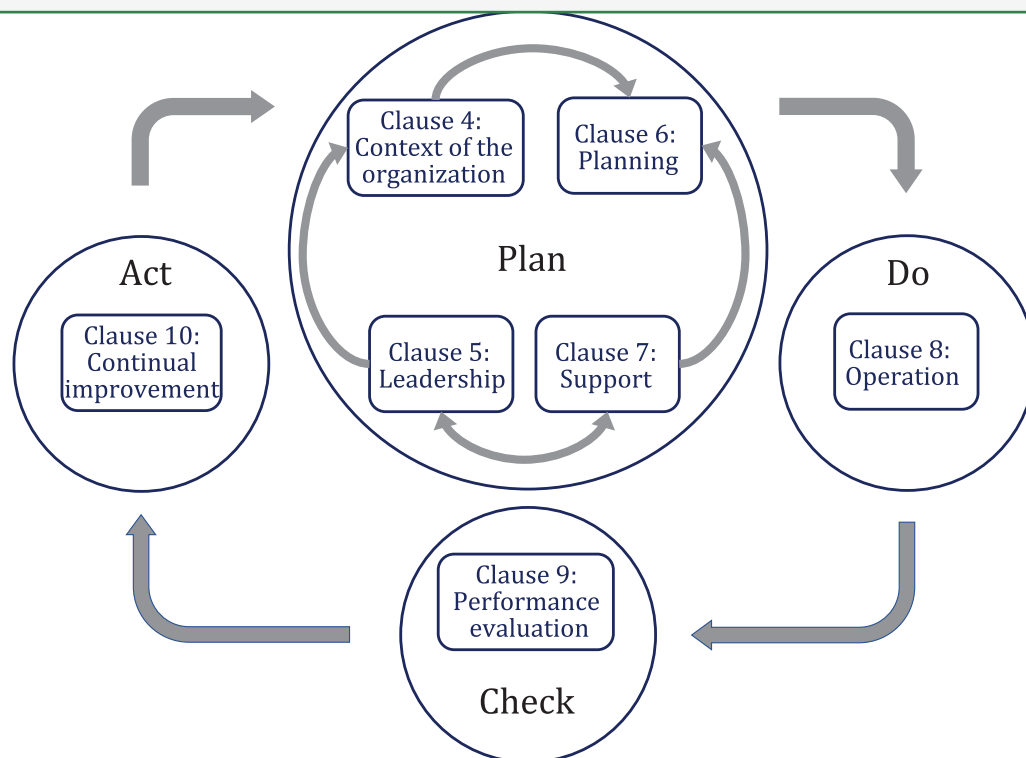 Clause 4:
Context of the
organization
Clause 6:
Planning
Plan
Clause 5:
Leadership
Clause 7:
Support
Act
Clause 10:
Continual
improvement
Do
Clause 8:
Operation
Clause 9:
Performance
evaluation
Check